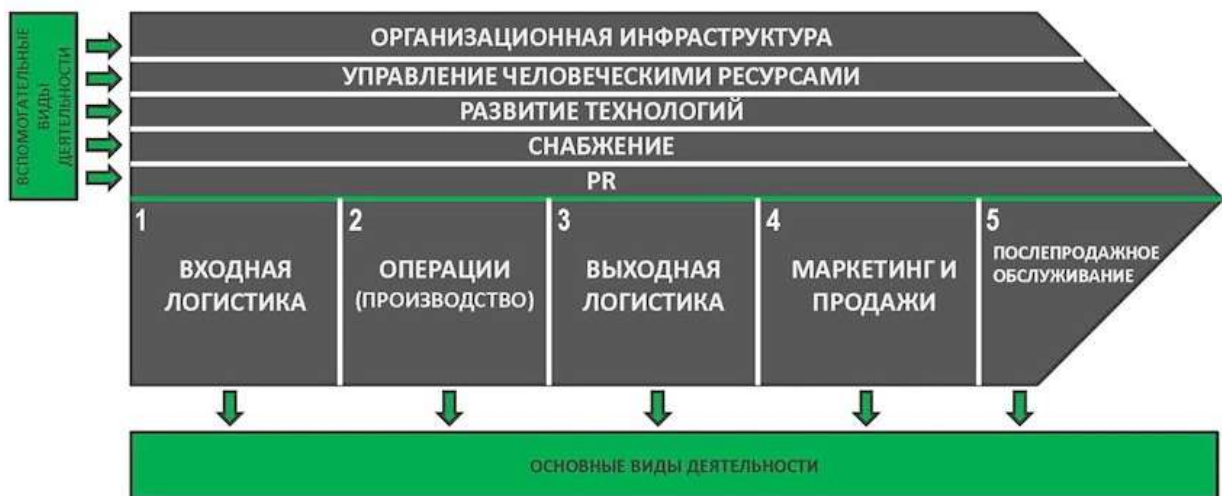 ВСПОМОГАТЕЛЬНЫЕ
ВИДЫ
ДЕЯТЕЛЬНОСТИ
ОРГАНИЗАЦИОННАЯ ИНФРАСТРУКТУРА
УПРАВЛЕНИЕ ЧЕЛОВЕЧЕСКИМИ РЕСУРСАМИ
РАЗВИТИЕ ТЕХНОЛОГИЙ
СНАБЖЕНИЕ
PR
1
ВХОДНАЯ
ЛОГИСТИКА
2
ОПЕРАЦИИ
(ПРОИЗВОДСТВО)
3
ВЫХОДНАЯ
ЛОГИСТИКА
4
МАРКЕТИНГ И
ПРОДАЖИ
5
ПОСЛЕПРОДАЖНОЕ
ОБСЛУЖИВАНИЕ
ОСНОВНЫЕ ВИДЫ ДЕЯТЕЛЬНОСТИ